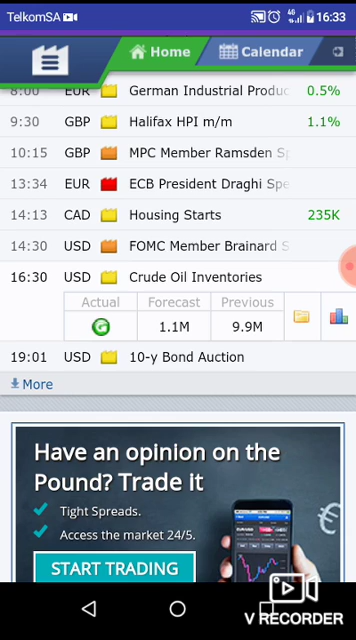 TelkomSA 4G 16:33
Home Calendar
8:00 EUR German Industrial Produc 0.5%
9:30 GBP Halifax HPI m/m 1.1%
10:15 GBP MPC Member Ramsden Sp
13:34 EUR ECB President Draghi Spe
14:13 CAD Housing Starts 235K
14:30 USD FOMC Member Brainard S
16:30 USD Crude Oil Inventories
Actual Forecast Previous
1.1M 9.9M
19:01 USD 10-y Bond Auction
More
Have an opinion on the
Pound? Trade it
Tight Spreads.
Access the market 24/5.
START TRADING
V RECORDER